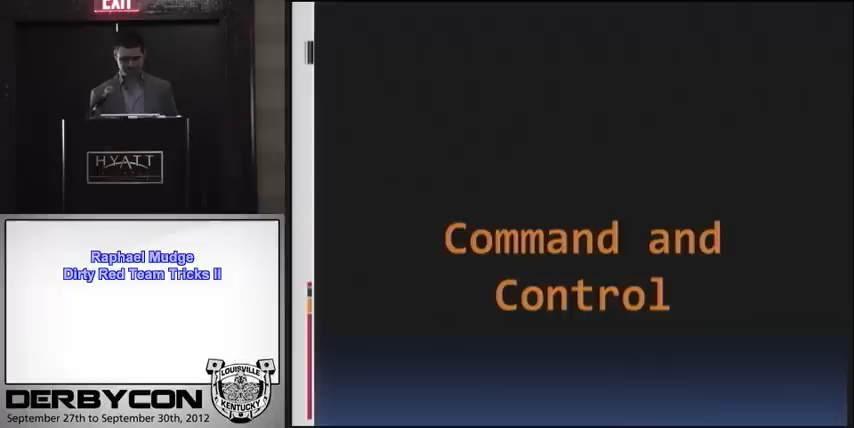 EXIT
HYATT
Raphael Mudge
Dirty Red Team Tricks II
DERBYCON
LOUISVILLE
KENTUCKY
September 27th to September 30th, 2012
Command and
Control